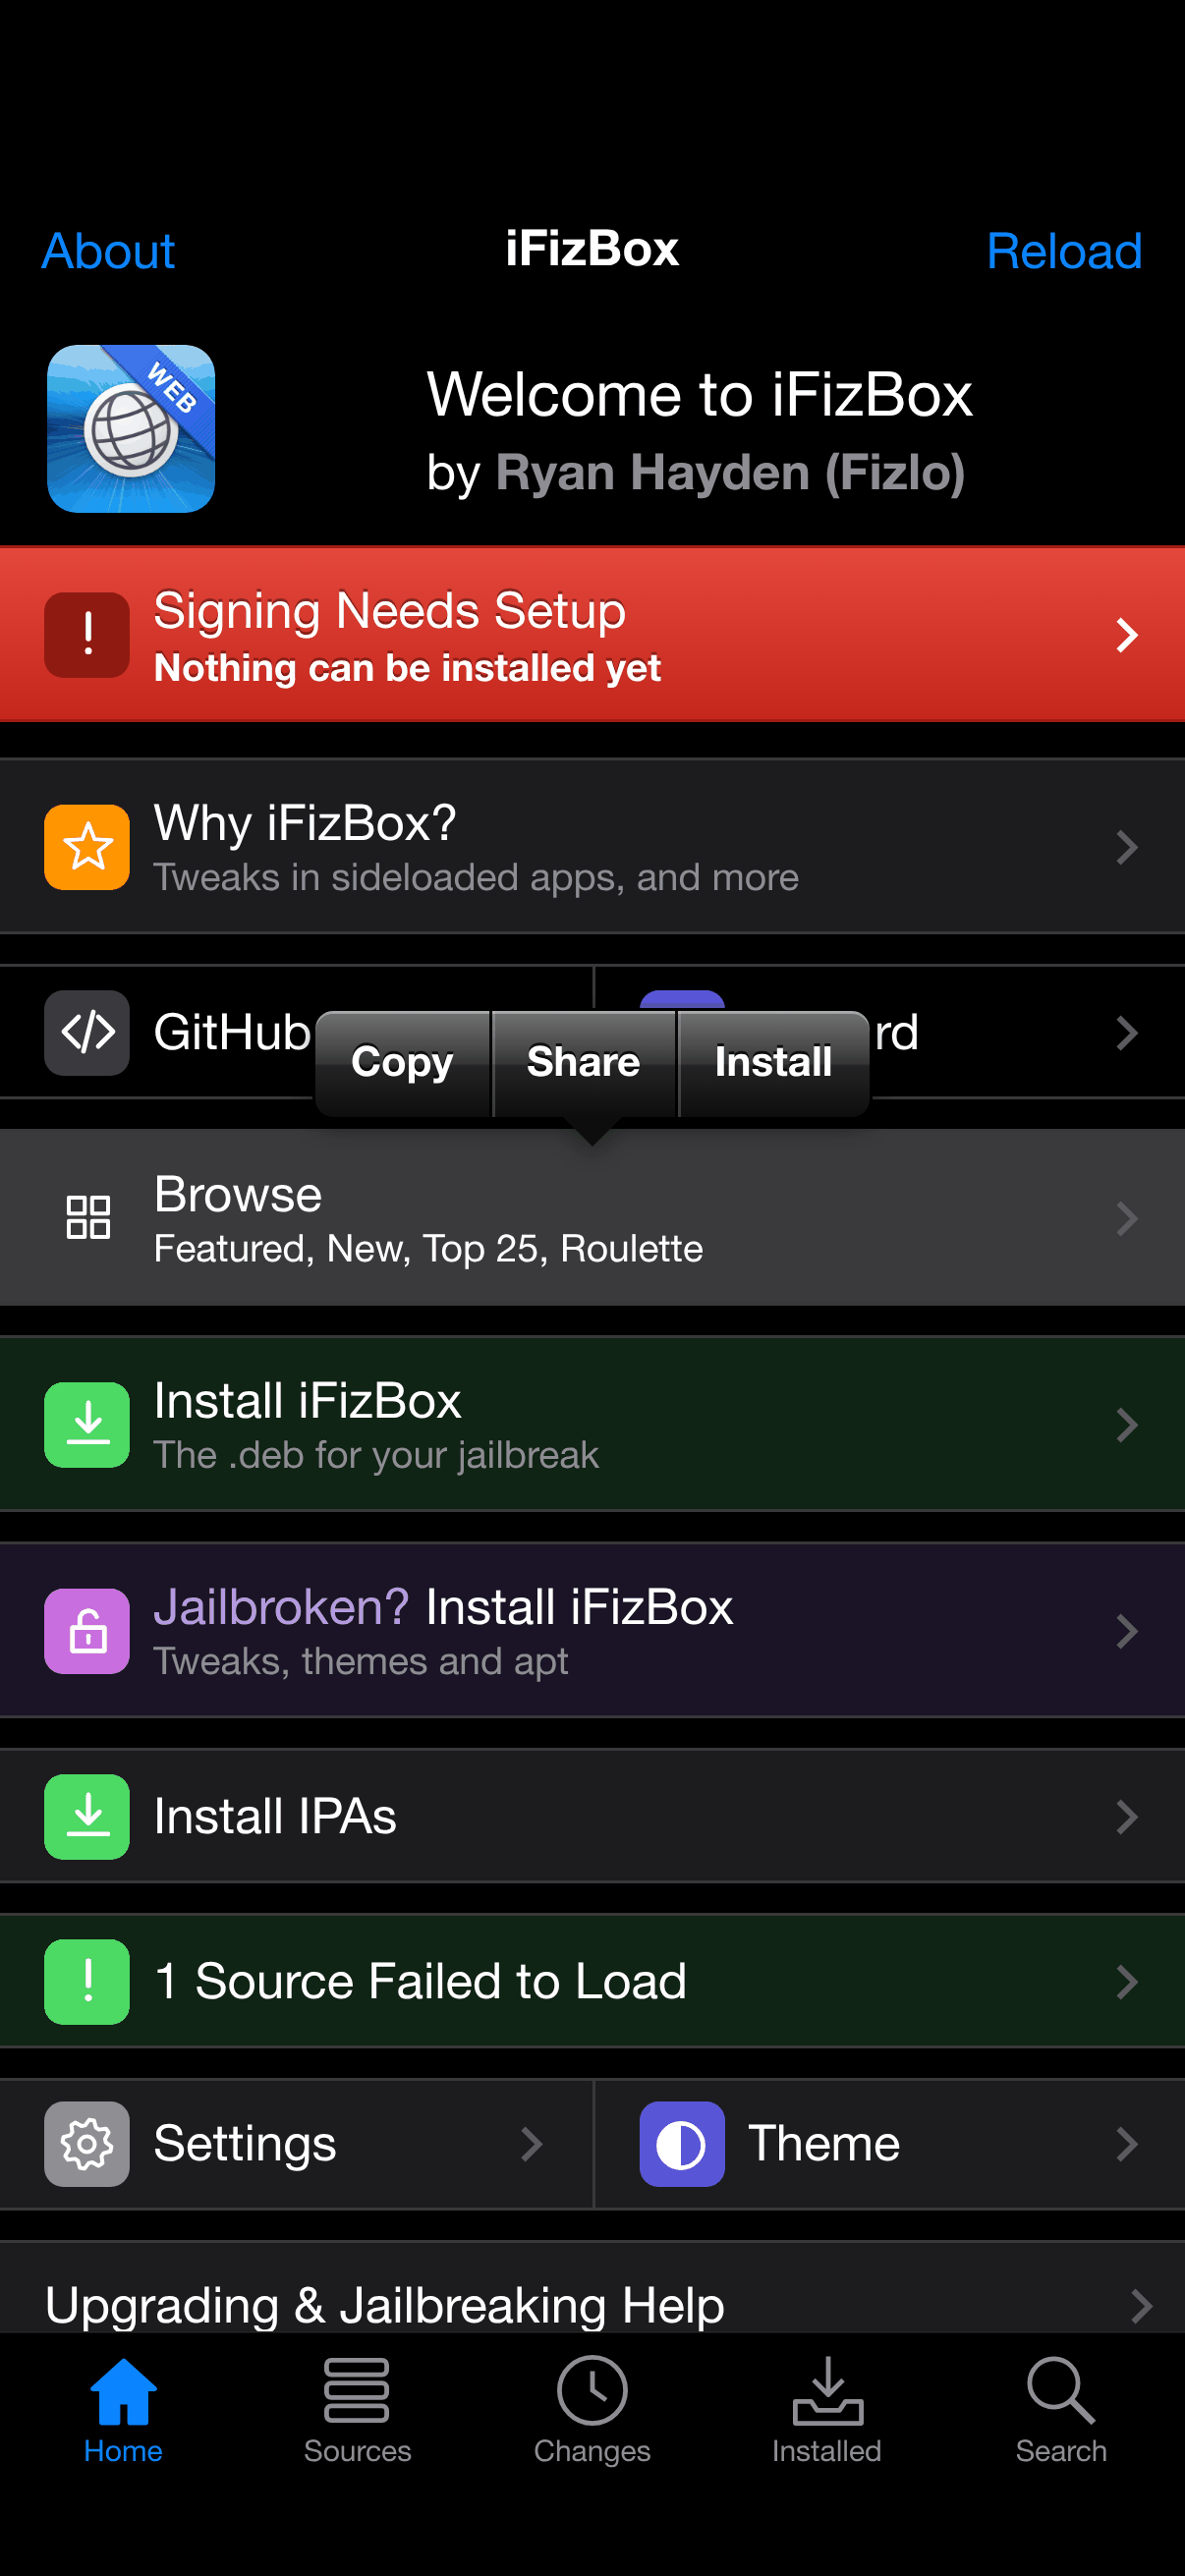 About
iFizBox
Reload
WEB
Welcome to iFizBox
by Ryan Hayden (Fizlo)
Signing Needs Setup
Nothing can be installed yet
Why iFizBox?
Tweaks in sideloaded apps, and more
GitHub
rd
Copy
Share
Install
Browse
Featured, New, Top 25, Roulette
Install iFizBox
The .deb for your jailbreak
Jailbroken? Install iFizBox
Tweaks, themes and apt
Install IPAs
1 Source Failed to Load
Settings
Theme
Upgrading & Jailbreaking Help
Home
Sources
Changes
Installed
Search